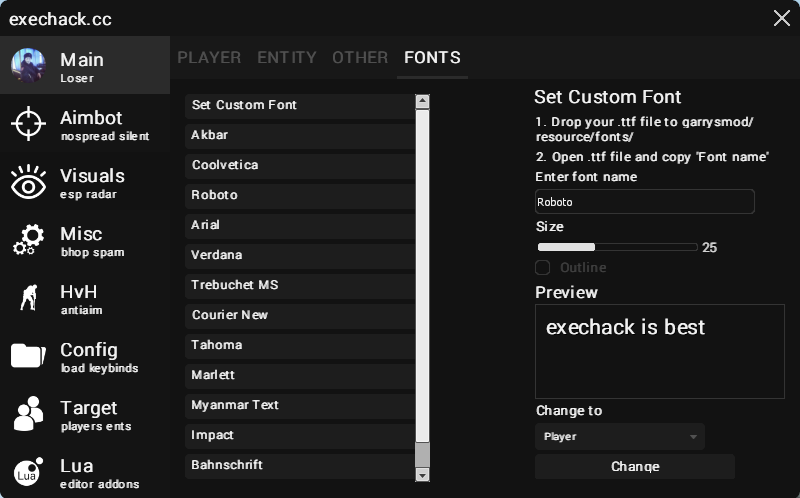 exechack.cc
Main
Loser
Aimbot
nospread silent
Visuals
esp radar
Misc
bhop spam
HvH
antiaim
Config
load keybinds
Target
players ents
Lua
Lua
editor addons
PLAYER ENTITY OTHER FONTS
Set Custom Font
Akbar
Coolvetica
Roboto
Arial
Verdana
Trebuchet MS
Courier New
Tahoma
Marlett
Myanmar Text
Impact
Bahnschrift
Set Custom Font
1. Drop your .ttf file to garrysmod/
resource/fonts/
2. Open .ttf file and copy "Font name"
Enter font name
Roboto
Size
25
Outline
Preview
exechack is best
Change to
Player
Change